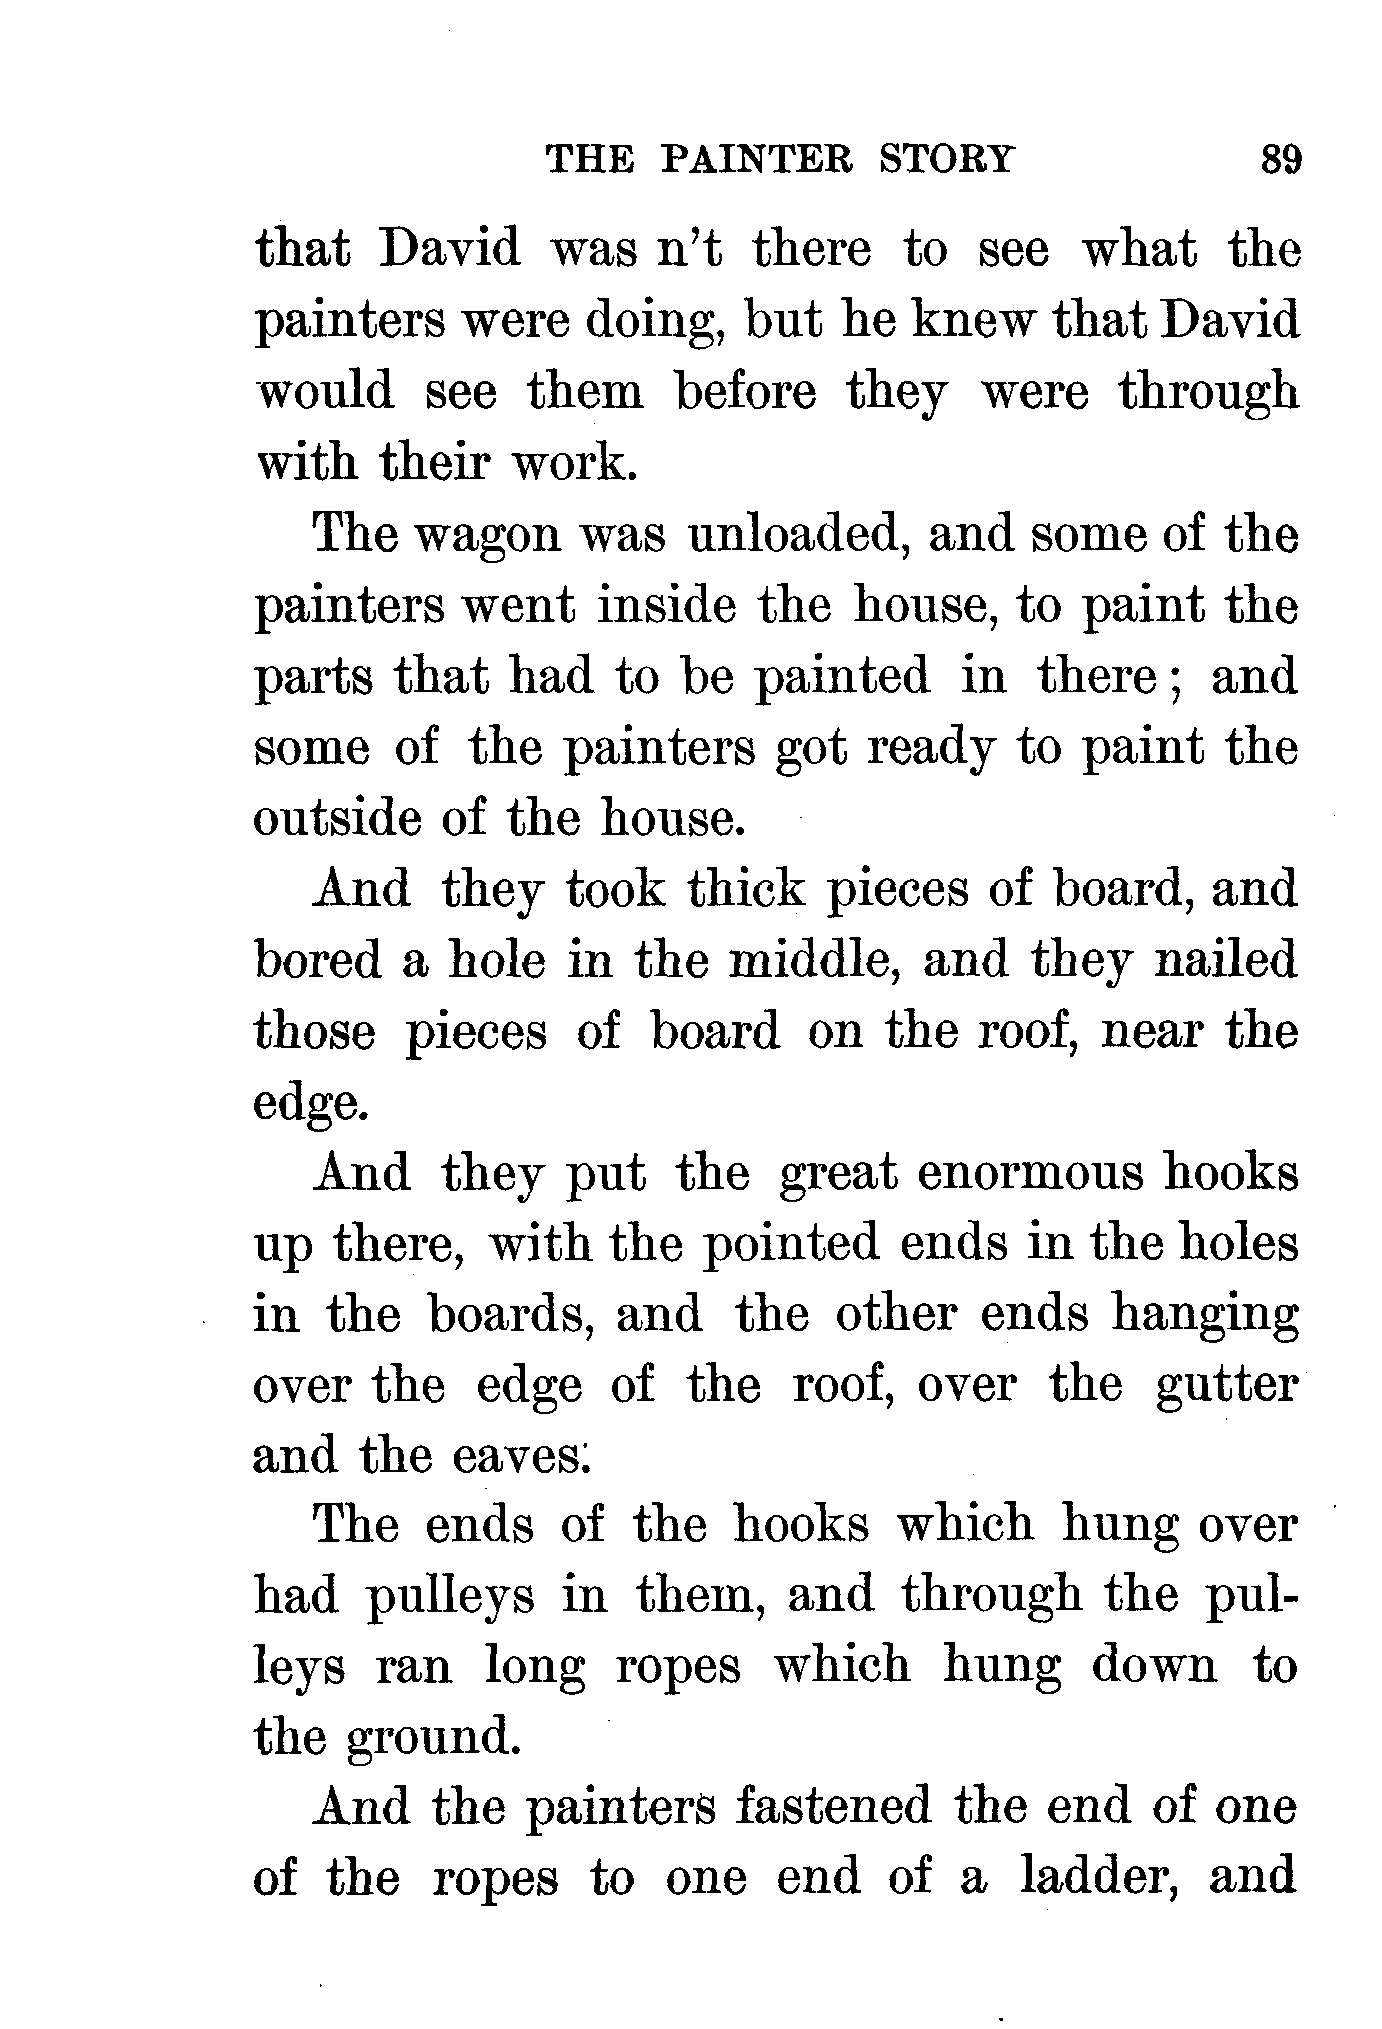 THE PAINTER STORY 89
that David was n't there to see what the
painters were doing, but he knew that David
would see them before they were through
with their work.
The wagon was unloaded, and some of the
painters went inside the house, to paint the
parts that had to be painted in there; and
some of the painters got ready to paint the
outside of the house.
And they took thick pieces of board, and
bored a hole in the middle, and they nailed
those pieces of board on the roof, near the
edge.
And they put the great enormous hooks
up there, with the pointed ends in the holes
in the boards, and the other ends hanging
over the edge of the roof, over the gutter
and the eaves.
The ends of the hooks which hung over
had pulleys in them, and through the pul-
leys ran long ropes which hung down to
the ground.
And the painters fastened the end of one
of the ropes to one end of a ladder, and